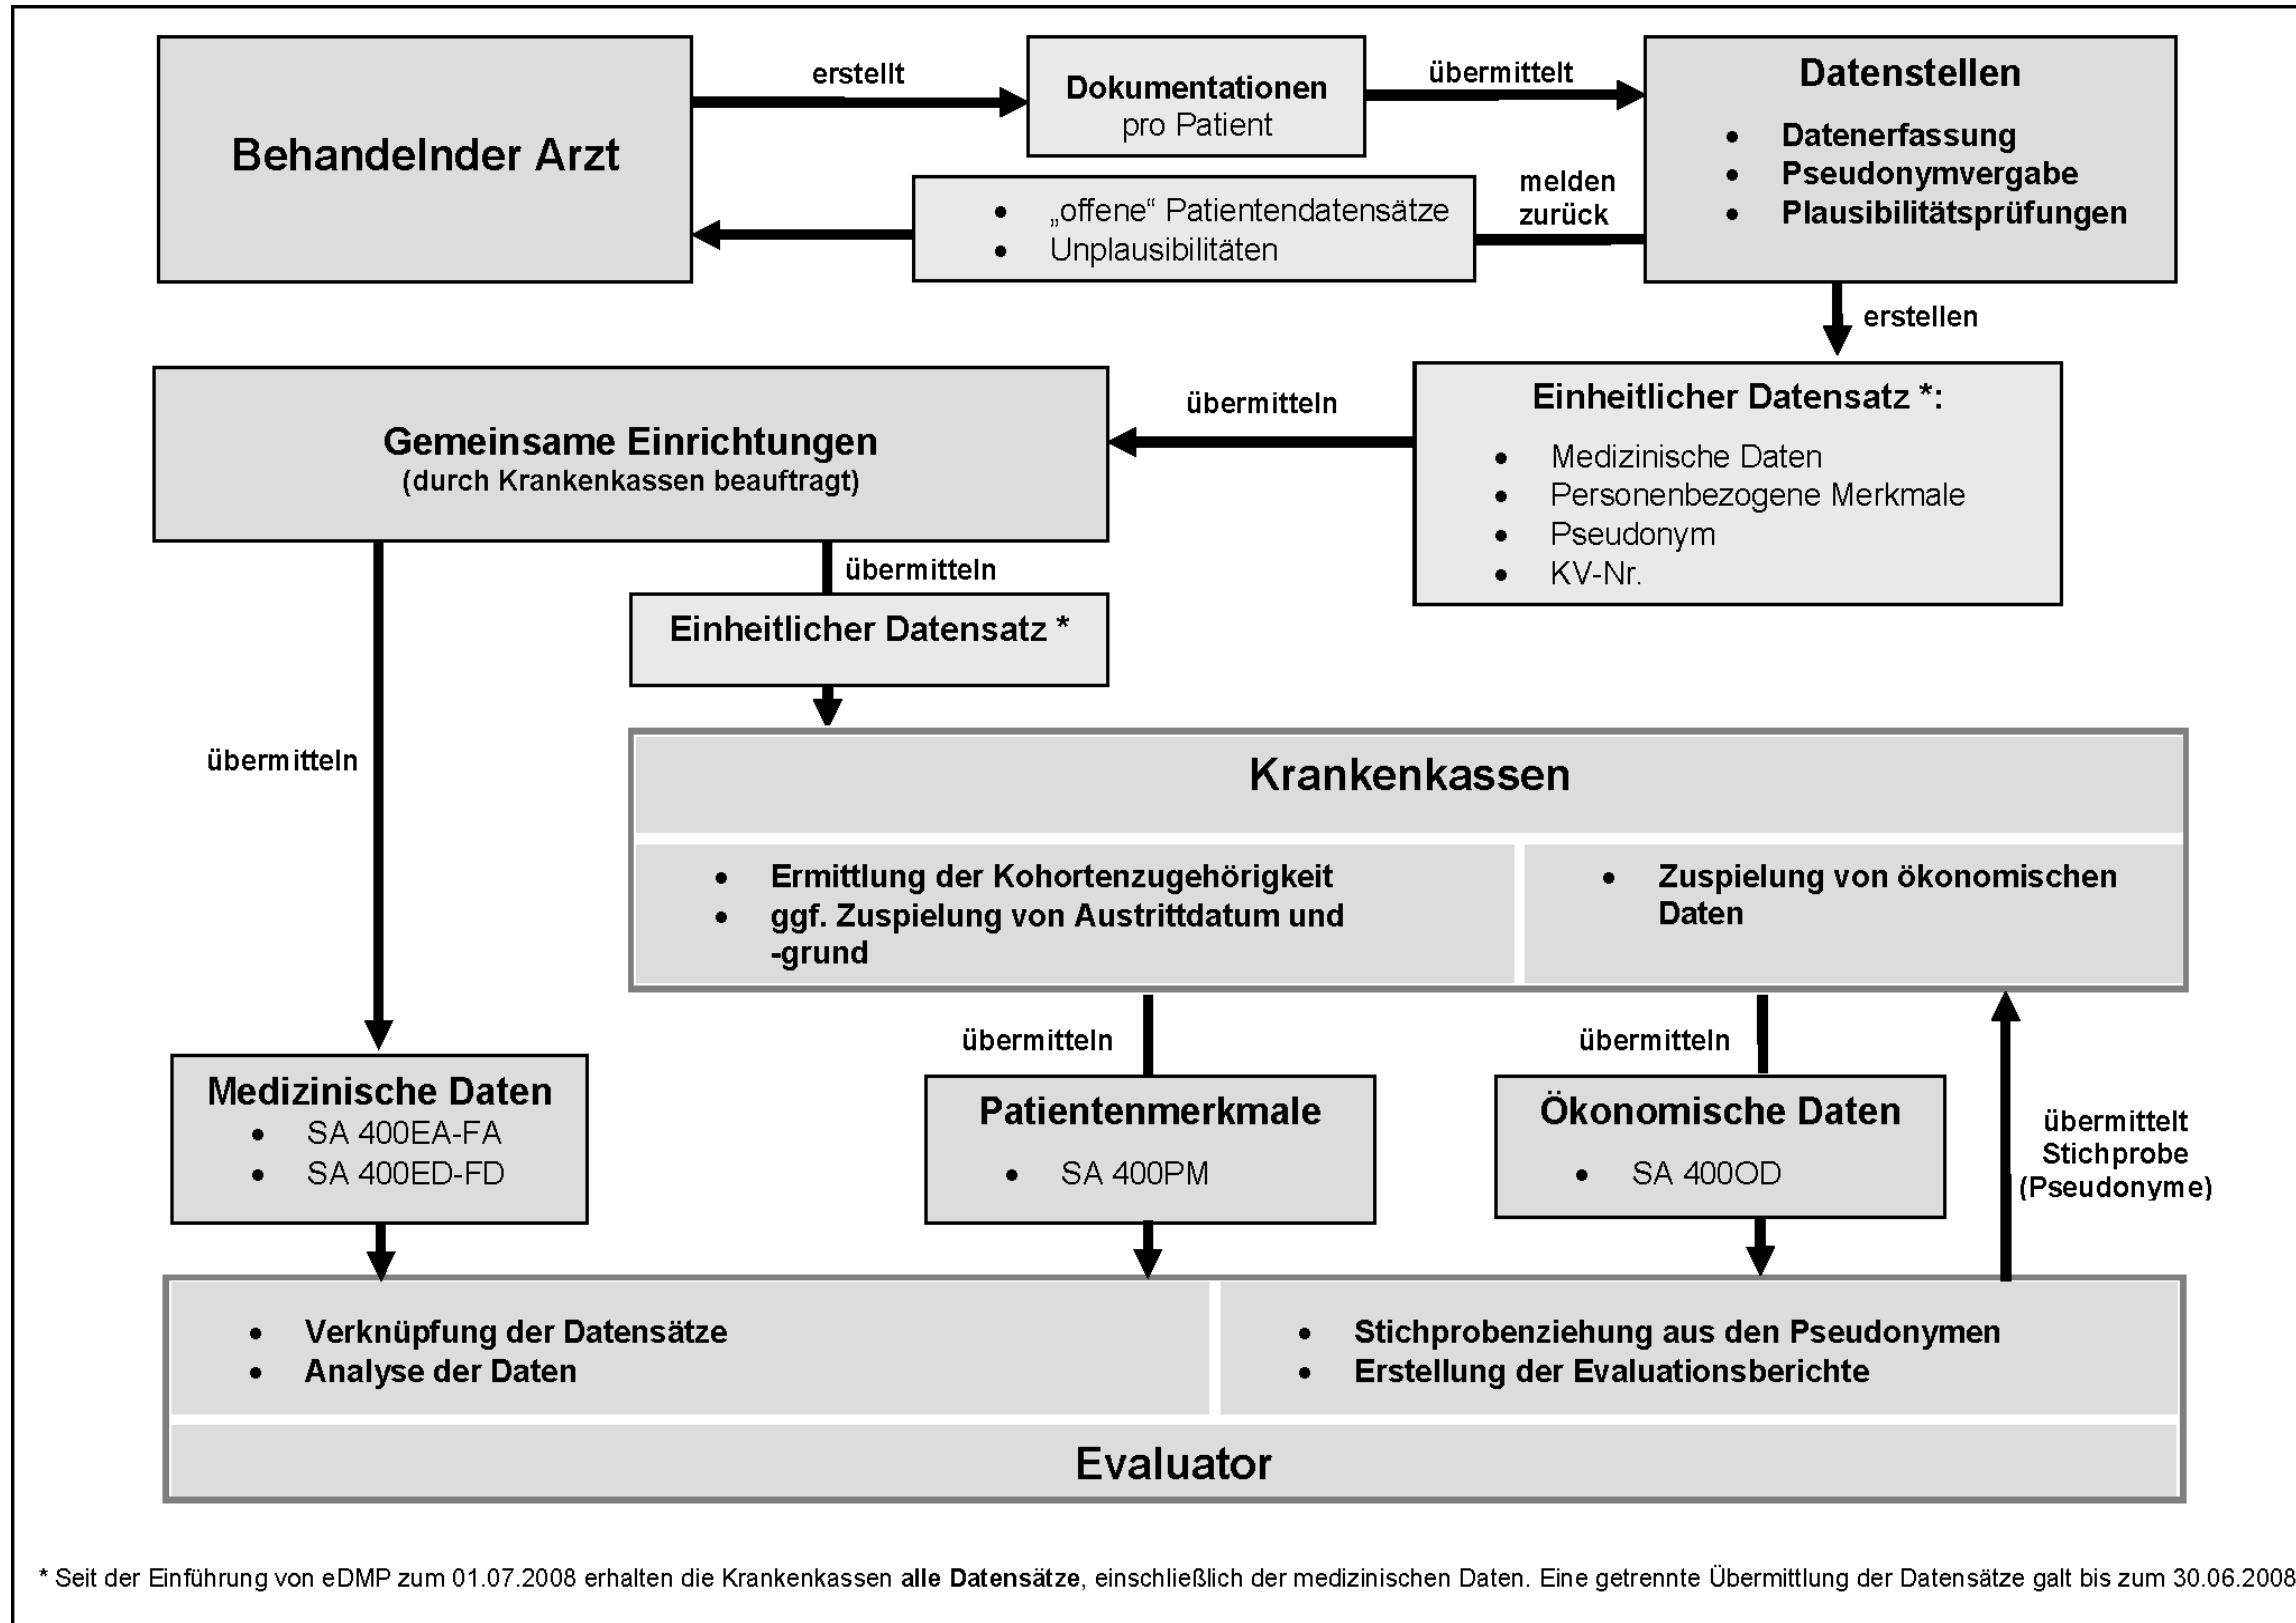 Behandelnder Arzt
erstellt
Dokumentationen
pro Patient
übermittelt
Datenstellen
• Datenerfassung
• Pseudonymvergabe
• Plausibilitätsprüfungen
melden
zurück
• „offene“ Patientendatensätze
• Unplausibilitäten
erstellen
Einheitlicher Datensatz *:
• Medizinische Daten
• Personenbezogene Merkmale
• Pseudonym
• KV-Nr.
übermitteln
Gemeinsame Einrichtungen
(durch Krankenkassen beauftragt)
übermitteln
Einheitlicher Datensatz *
übermitteln
Krankenkassen
• Ermittlung der Kohortenzugehörigkeit
• ggf. Zuspielung von Austrittdatum und
-grund
• Zuspielung von ökonomischen
Daten
übermitteln
übermitteln
Medizinische Daten
• SA 400EA-FA
• SA 400ED-FD
Patientenmerkmale
• SA 400PM
Ökonomische Daten
• SA 400OD
übermittelt
Stichprobe
(Pseudonyme)
• Verknüpfung der Datensätze
• Analyse der Daten
• Stichprobenziehung aus den Pseudonymen
• Erstellung der Evaluationsberichte
Evaluator
* Seit der Einführung von eDMP zum 01.07.2008 erhalten die Krankenkassen alle Datensätze, einschließlich der medizinischen Daten. Eine getrennte Übermittlung der Datensätze galt bis zum 30.06.2008